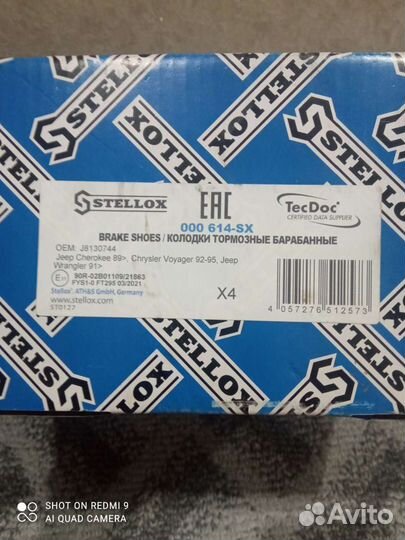 STELLOX
STELLOX
STELLOX
STELLOX
EAC
TecDoc
CERTIFIED DATA SUPPLIER
000 614-SX
BRAKE SHOES / КОЛОДКИ ТОРМОЗНЫЕ БАРАБАННЫЕ
OEM: J8130744
Jeep Cherokee 89>, Chrysler Voyager 92-95, Jeep
Wrangler 91>
90R-02B01109/21863
FYS1-0 FT295 03/2021
Stellox, ATH&S GmbH, Germany
www.stellox.com
ST0127
X4
4 057276 512573
STELLOX
STELLOX
STELLOX
SHOT ON REDMI 9
AI QUAD CAMERA
Avito